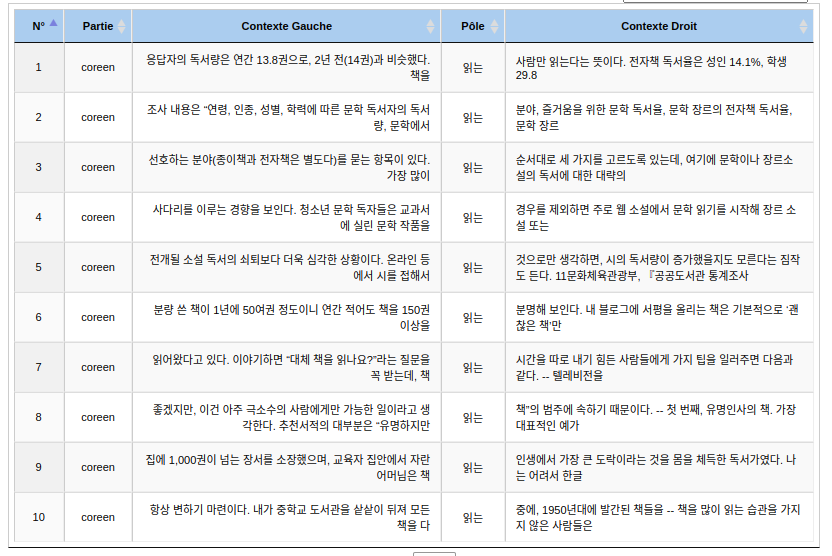 N° Partie Contexte Gauche Pôle Contexte Droit
1 coreen 응답자의 독서량은 연간 13.8권으로, 2년 전(14권)과 비슷했다. 책을 읽는 사람만 읽는다는 뜻이다. 전자책 독서율은 성인 14.1%, 학생 29.8
2 coreen 조사 내용은 “연령, 인종, 성별, 학력에 따른 문학 독서자의 독서량, 문학에서 읽는 분야, 즐거움을 위한 문학 독서율, 문학 장르의 전자책 독서율, 문학 장르
3 coreen 선호하는 분야(종이책과 전자책은 별도다)를 묻는 항목이 있다. 가장 많이 읽는 순서대로 세 가지를 고르도록 있는데, 여기에 문학이나 장르소설의 독서에 대한 대략의
4 coreen 사다리를 이루는 경향을 보인다. 청소년 문학 독자들은 교과서에 실린 문학 작품을 읽는 경우를 제외하면 주로 웹 소설에서 문학 읽기를 시작해 장르 소설 또는
5 coreen 전개될 소설 독서의 쇠퇴보다 더욱 심각한 상황이다. 온라인 등에서 시를 접해서 읽는 것으로만 생각하면, 시의 독서량이 증가했을지도 모른다는 짐작도 든다. 11문화체육관광부, 『공공도서관 통계조사
6 coreen 분량 쓴 책이 1년에 50여권 정도이니 연간 적어도 책을 150권 이상을 읽는 분명해 보인다. 내 블로그에 서평을 올리는 책은 기본적으로 ‘괜찮은 책’만
7 coreen 읽어왔다고 있다. 이야기하면 “대체 책을 읽나요?”라는 질문을 꼭 받는데, 책 읽는 시간을 따로 내기 힘든 사람들에게 가지 팁을 일러주면 다음과 같다. -- 텔레비전을
8 coreen 좋겠지만, 이건 아주 극소수의 사람에게만 가능한 일이라고 생각한다. 추천서적의 대부분은 “유명하지만 읽는 책”의 범주에 속하기 때문이다. -- 첫 번째, 유명인사의 책. 가장 대표적인 예가
9 coreen 집에 1,000권이 넘는 장서를 소장했으며, 교육자 집안에서 자란 어머님은 책 읽는 인생에서 가장 큰 도락이라는 것을 몸을 체득한 독서가였다. 나는 어려서 한글
10 coreen 항상 변하기 마련이다. 내가 중학교 도서관을 샅샅이 뒤져 모든 책을 다 읽는 중에, 1950년대에 발간된 책들을 -- 책을 많이 읽는 습관을 가지지 않은 사람들은